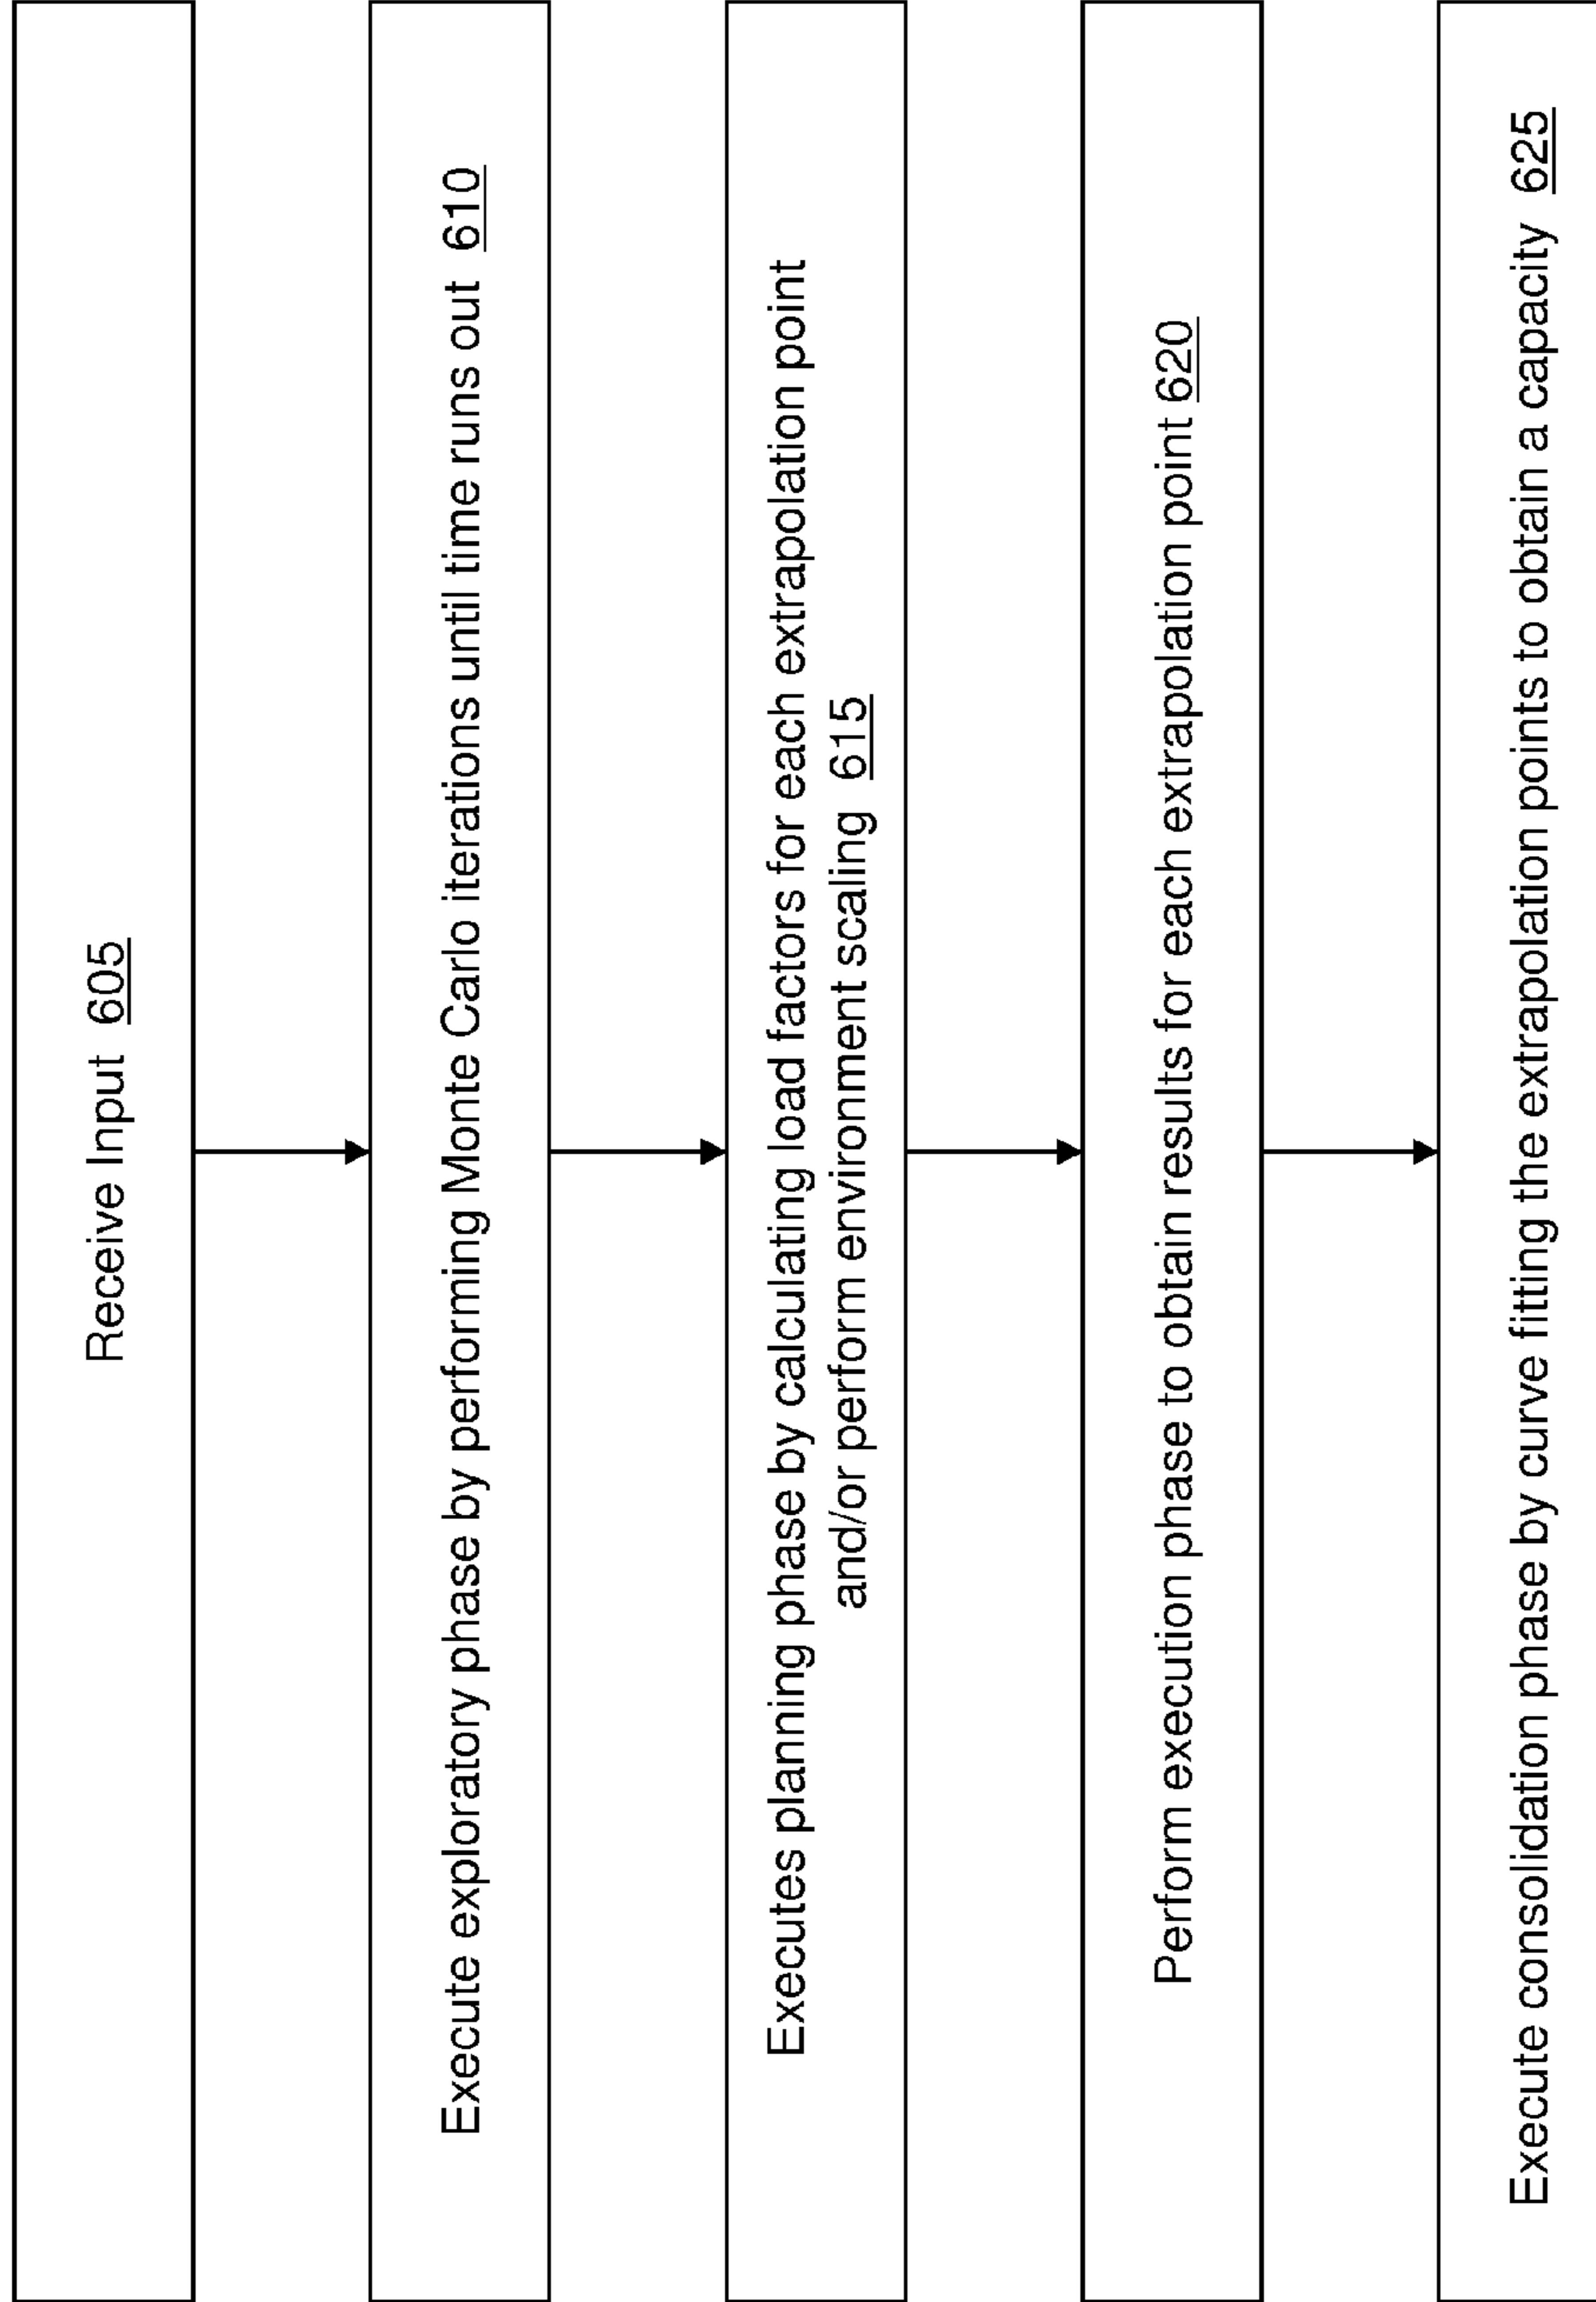 Receive Input 605
Execute exploratory phase by performing Monte Carlo iterations until time runs out 610
Executes planning phase by calculating load factors for each extrapolation point
and/or perform environment scaling 615
Perform execution phase to obtain results for each extrapolation point 620
Execute consolidation phase by curve fitting the extrapolation points to obtain a capacity 625